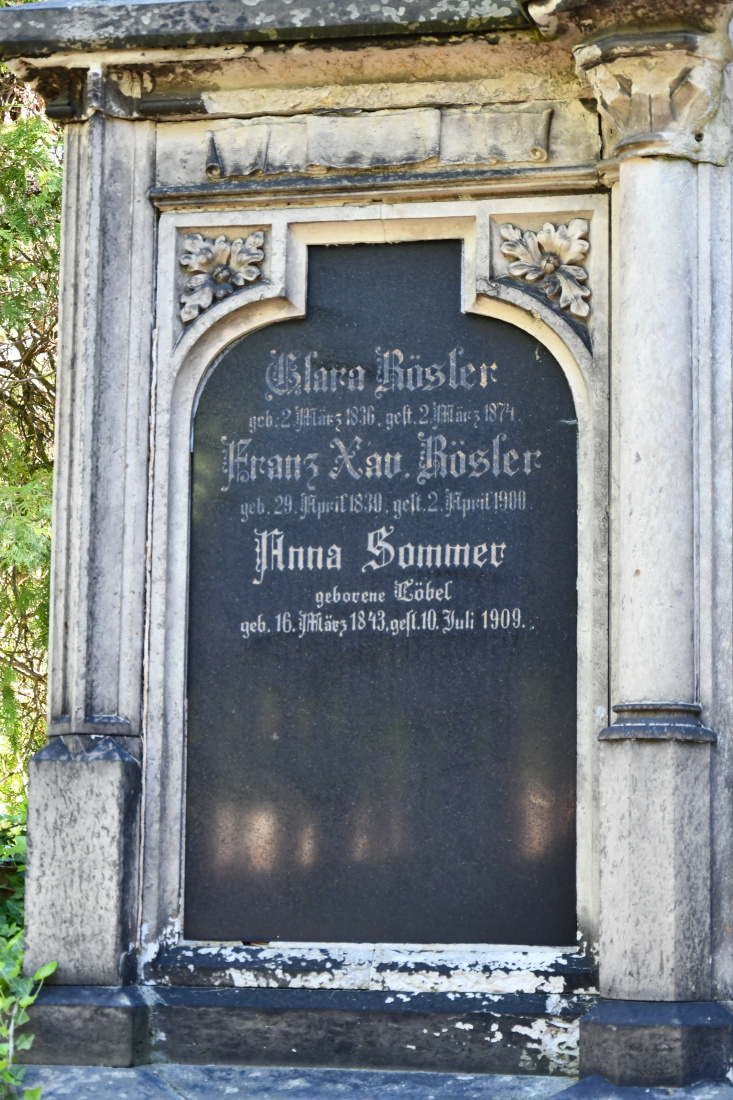 Clara Rösler
geb. 2. März 1836, gest. 2. März 1874.
Franz Xav. Rösler
geb. 29. April 1830, gest. 2. April 1900.
Anna Sommer
geborene Löbel
geb. 16. März 1843, gest. 10. Juli 1909.